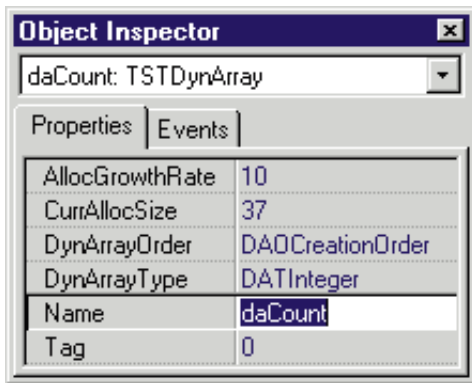 Object Inspector
daCount: TSTDynArray
Properties Events
AllocGrowthRate 10
CurrAllocSize 37
DynArrayOrder DAOCreationOrder
DynArrayType DATInteger
Name daCount
Tag 0